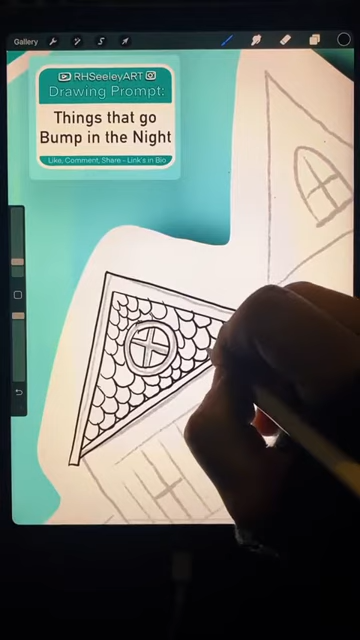 Gallery
RHSeeleyART
Drawing Prompt:
Things that go
Bump in the Night
Like, Comment, Share - Link's in Bio